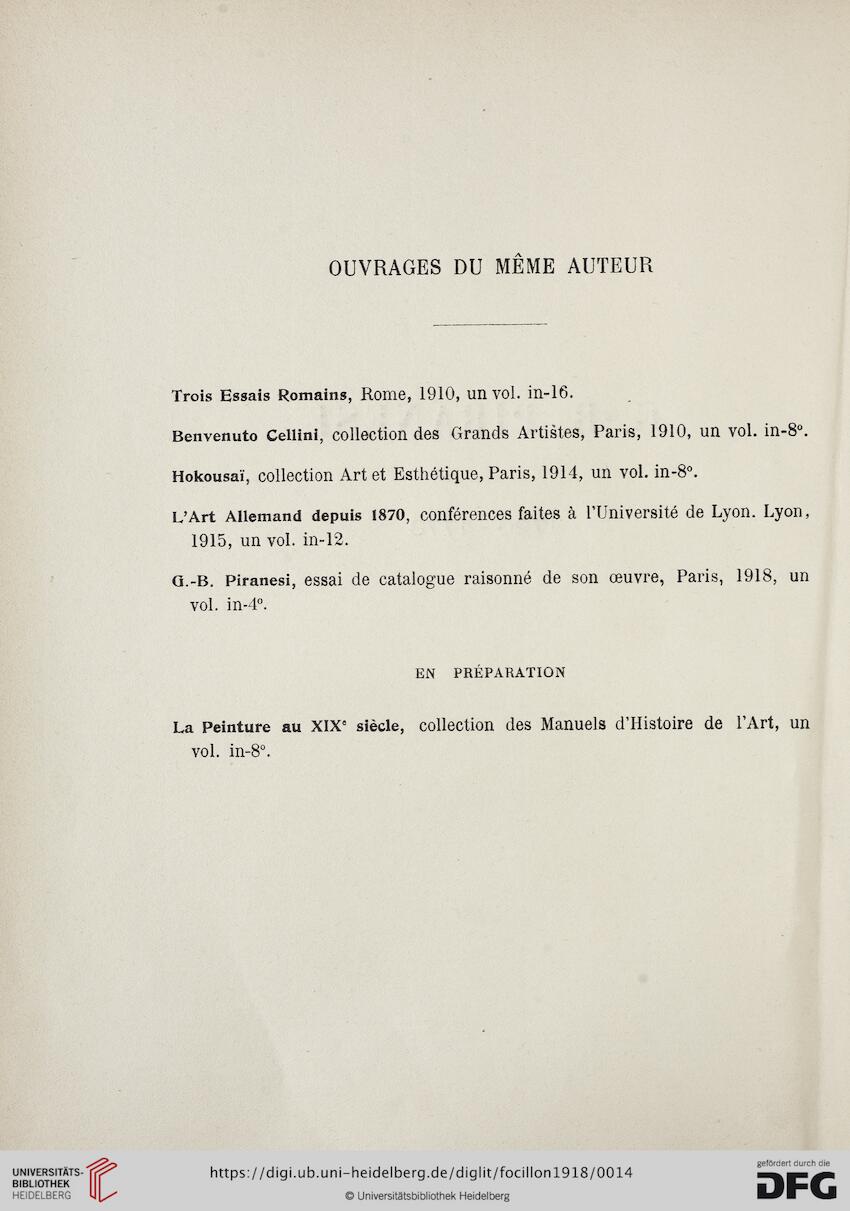 OUVRAGES DU MÊME AUTEUR
Trois Essais Romains, Rome, 1910, un vol. in-16.
Benvenuto Cellini, collection des Grands Artistes, Paris, 1910, un vol. in-8°.
Hokousaï, collection Art et Esthétique, Paris, 1914, un vol. in-8°.
L'Art Allemand depuis 1870, conférences faites à l'Université de Lyon. Lyon,
1915, un vol. in-12.
G.-B. Piranesi, essai de catalogue raisonné de son œuvre, Paris, 1918, un
vol. in-4°.
EN PRÉPARATION
La Peinture au XIXe siècle, collection des Manuels d'Histoire de l'Art, un
vol. in-8°.
UNIVERSITÄTS-
BIBLIOTHEK
HEIDELBERG
https://digi.ub.uni-heidelberg.de/diglit/focillon1918/0014
© Universitätsbibliothek Heidelberg
gefördert durch die
DFG